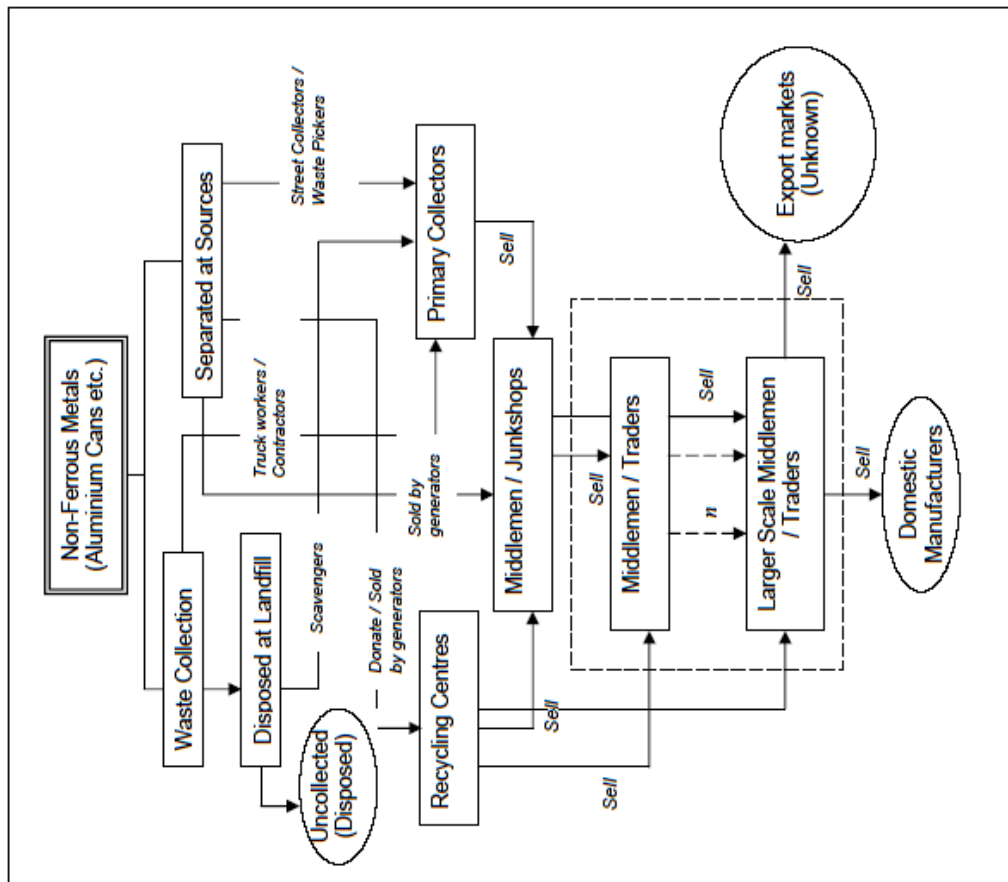 Non-Ferrous Metals
(Aluminium Cans etc.)
Waste Collection
Separated at Sources
Disposed at Landfill
Uncollected
(Disposed)
Truck workers /
Contractors
Street Collectors /
Waste Pickers
Scavengers
Donate / Sold
by generators
Sold by
generators
Recycling Centres
Primary Collectors
Sell
Middlemen / Junkshops
Sell
Sell
Middlemen / Traders
Sell
Sell
n
Larger Scale Middlemen
/ Traders
Sell
Export markets
(Unknown)
Sell
Domestic
Manufacturers